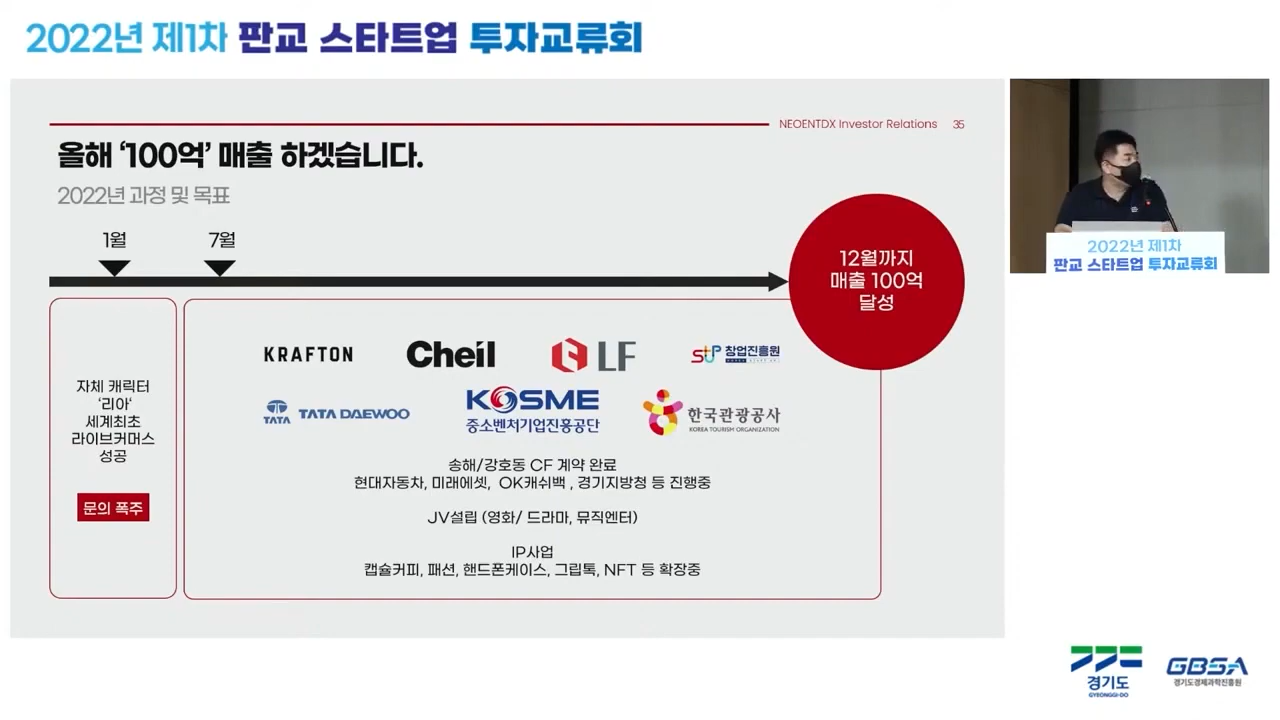 2022년 제1차 판교 스타트업 투자교류회
NEOENTDX Investor Relations 35
올해 ‘100억’ 매출 하겠습니다.
2022년 과정 및 목표
1월
7월
12월까지
매출 100억
달성
자체 캐릭터
‘리아‘
세계최초
라이브커머스
성공
문의 폭주
KRAFTON
Cheil
LF
창업진흥원
TATA
TATA DAEWOO
KOSME
중소벤처기업진흥공단
한국관광공사
KOREA TOURISM ORGANIZATION
송해/강호동 CF 계약 완료
현대자동차, 미래에셋, OK캐쉬백 , 경기지방청 등 진행중
JV설립 (영화/ 드라마, 뮤직엔터)
IP사업
캡슐커피, 패션, 핸드폰케이스, 그립톡, NFT 등 확장중
2022년 제1차
판교 스타트업 투자교류회
경기도
GYEONGGI-DO
GBSA
경기도경제과학진흥원